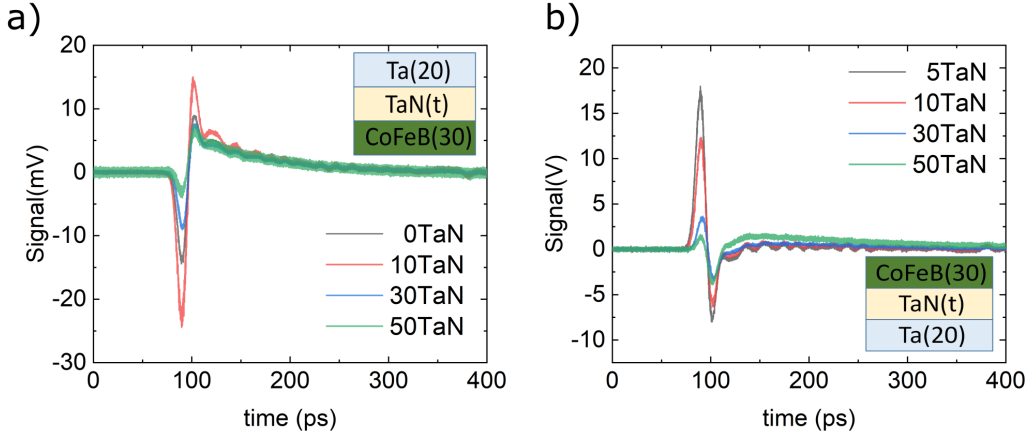 a)
20
10
0
-10
-20
-30
Signal(mV)
0
100
200
300
400
time (ps)
Ta(20)
TaN(t)
CoFeB(30)
0TaN
10TaN
30TaN
50TaN
b)
20
15
10
5
0
-5
-10
Signal(V)
0
100
200
300
400
time (ps)
5TaN
10TaN
30TaN
50TaN
CoFeB(30)
TaN(t)
Ta(20)